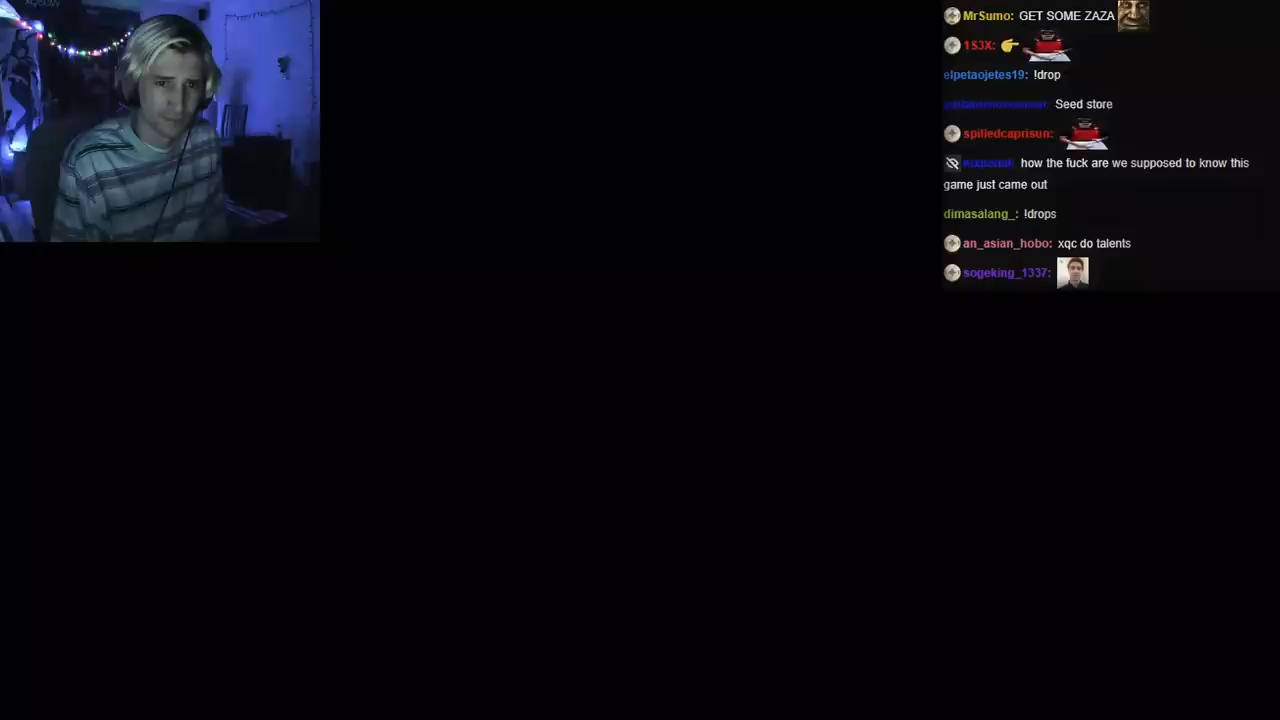 MrSumo: GET SOME ZAZA
1S3X:
elpetaojetes19: !drop
Seed store
spilledcaprisun:
how the fuck are we supposed to know this
game just came out
dimasalang_: !drops
an_asian_hobo: xqc do talents
sogeking_1337: